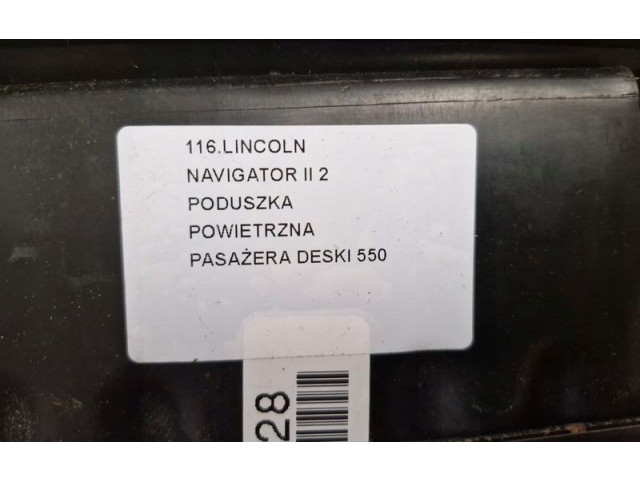 116.LINCOLN
NAVIGATOR II 2
PODUSZKA
POWIETRZNA
PASAŻERA DESKI 550
28